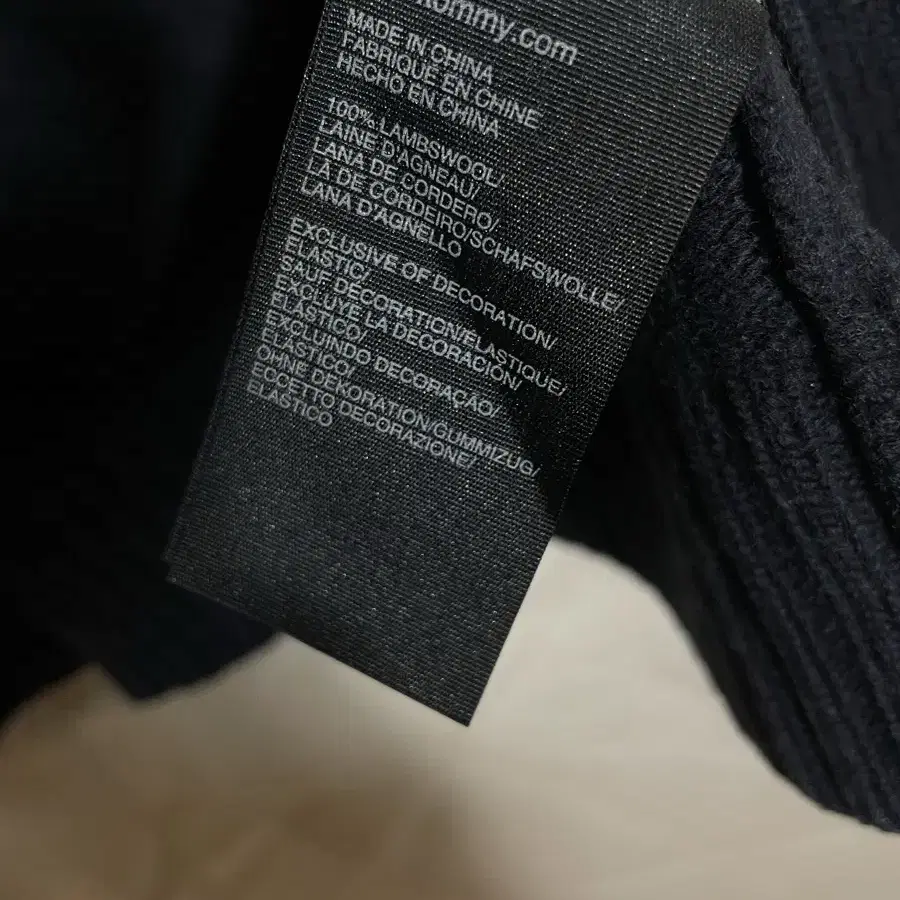 tommy.com
MADE IN CHINA
FABRIQUÉ EN CHINE
HECHO EN CHINA
100% LAMBSWOOL/
LAINE D'AGNEAU/
LANA DE CORDERO/
LÃ DE CORDEIRO/SCHAFSWOLLE/
LANA D'AGNELLO
EXCLUSIVE OF DECORATION/
ELASTIC/
SAUF DÉCORATION/ÉLASTIQUE/
EXCLUYE LA DECORACIÓN/
ELÁSTICO/
EXCLUINDO DECORAÇÃO/
ELÁSTICO/
OHNE DEKORATION/GUMMIZUG/
ECCETTO DECORAZIONE/
ELASTICO